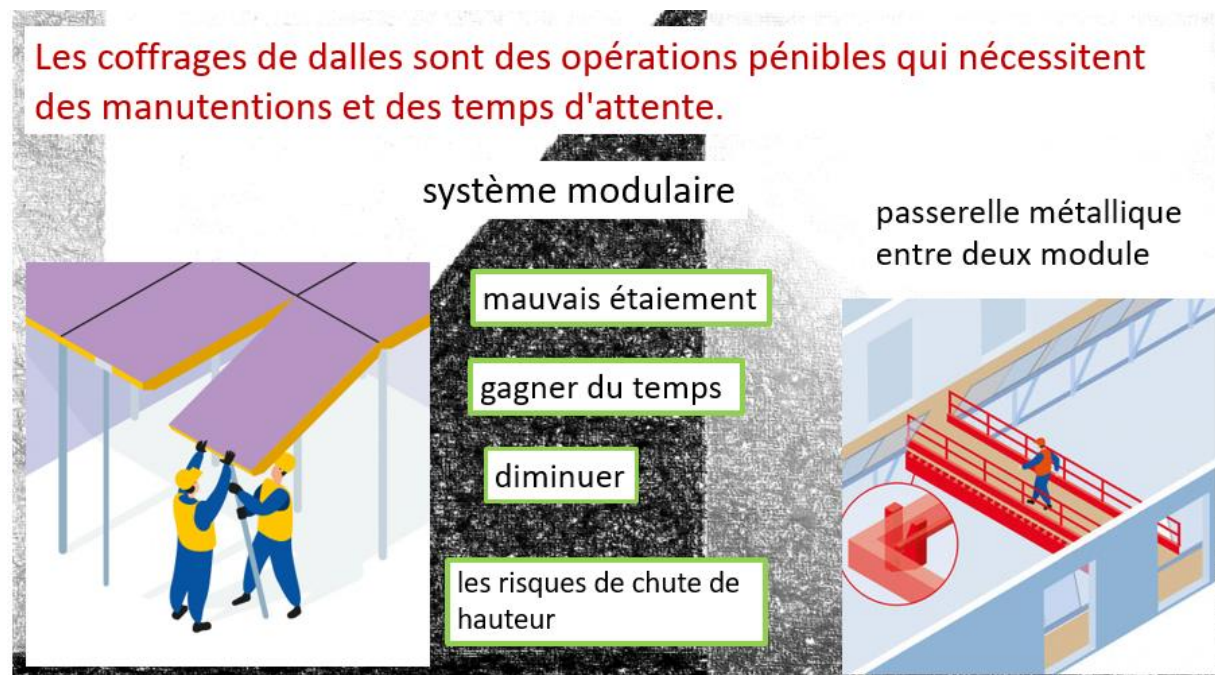 Les coffrages de dalles sont des opérations pénibles qui nécessitent
des manutentions et des temps d'attente.
système modulaire
passerelle métallique
entre deux module
mauvais étaiement
gagner du temps
diminuer
les risques de chute de
hauteur